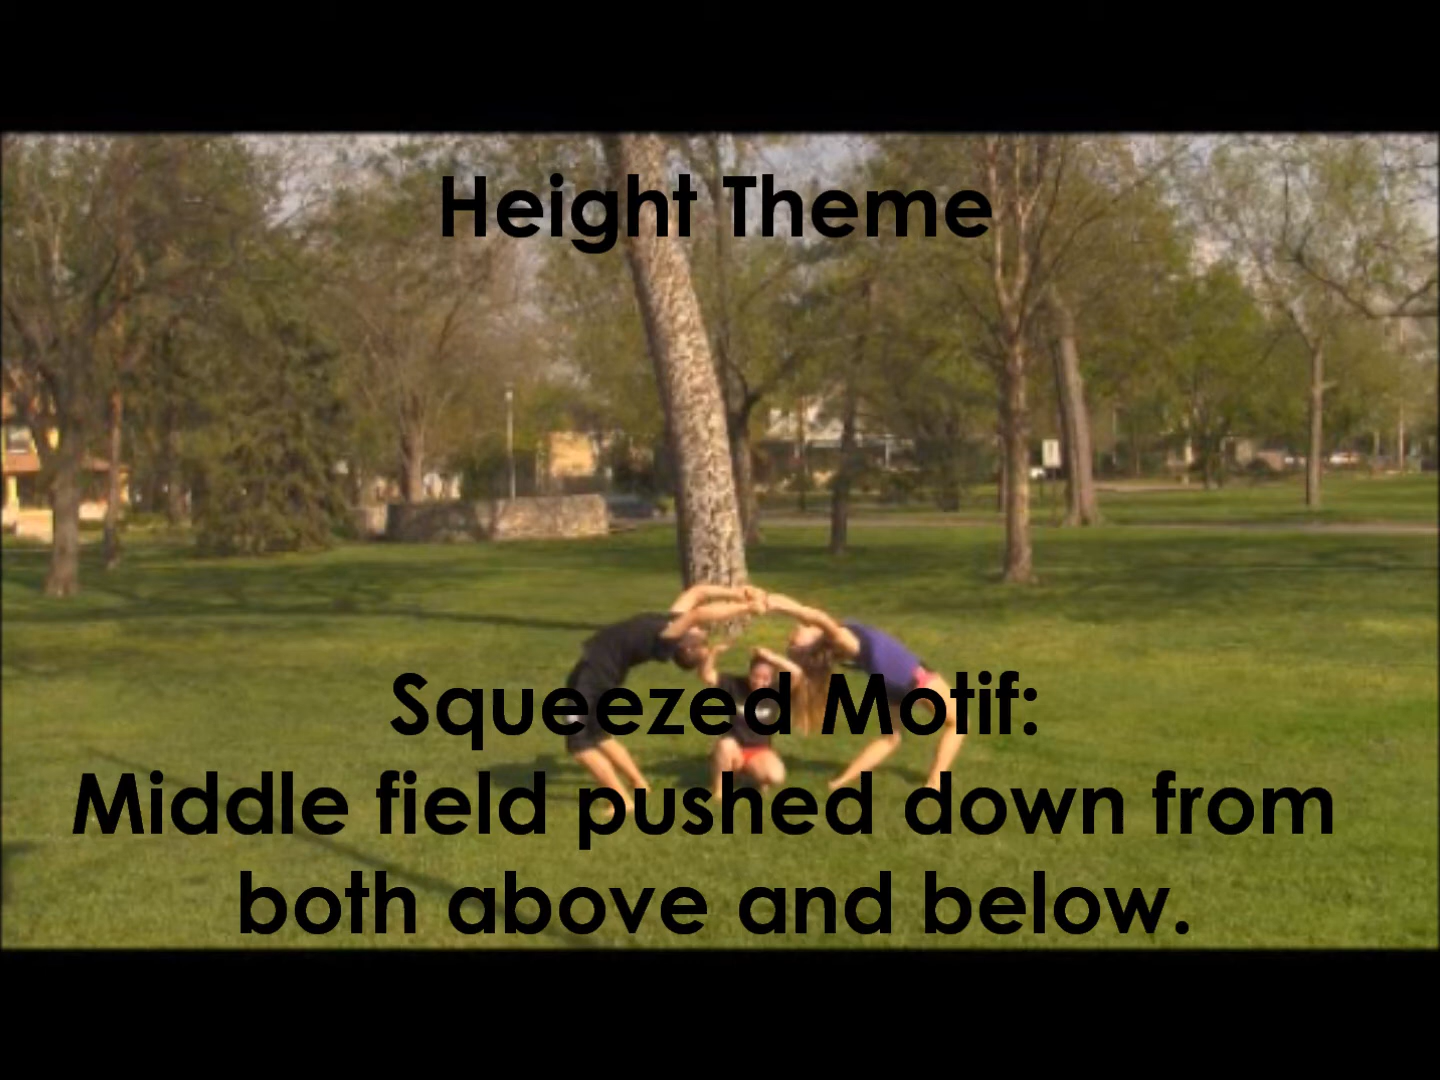 Height Theme
Squeezed Motif:
Middle field pushed down from
both above and below.